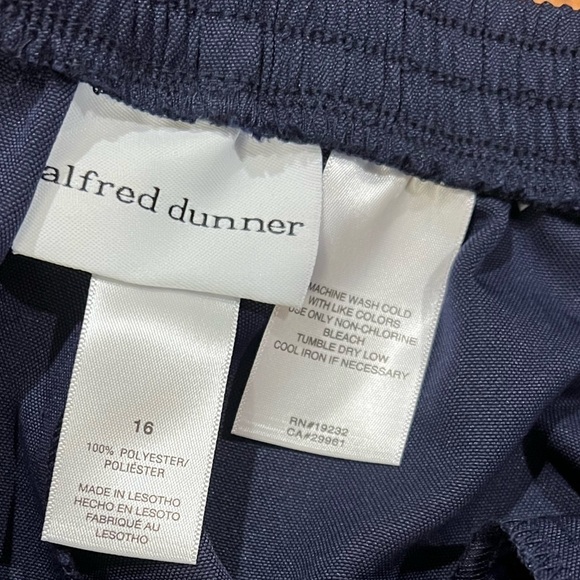 alfred dunner
16
100% POLYESTER/
POLIÉSTER
MADE IN LESOTHO
HECHO EN LESOTO
FABRIQUÉ AU
LESOTHO
MACHINE WASH COLD
WITH LIKE COLORS
USE ONLY NON-CHLORINE
BLEACH
TUMBLE DRY LOW
COOL IRON IF NECESSARY
RN#19232
CA#29961